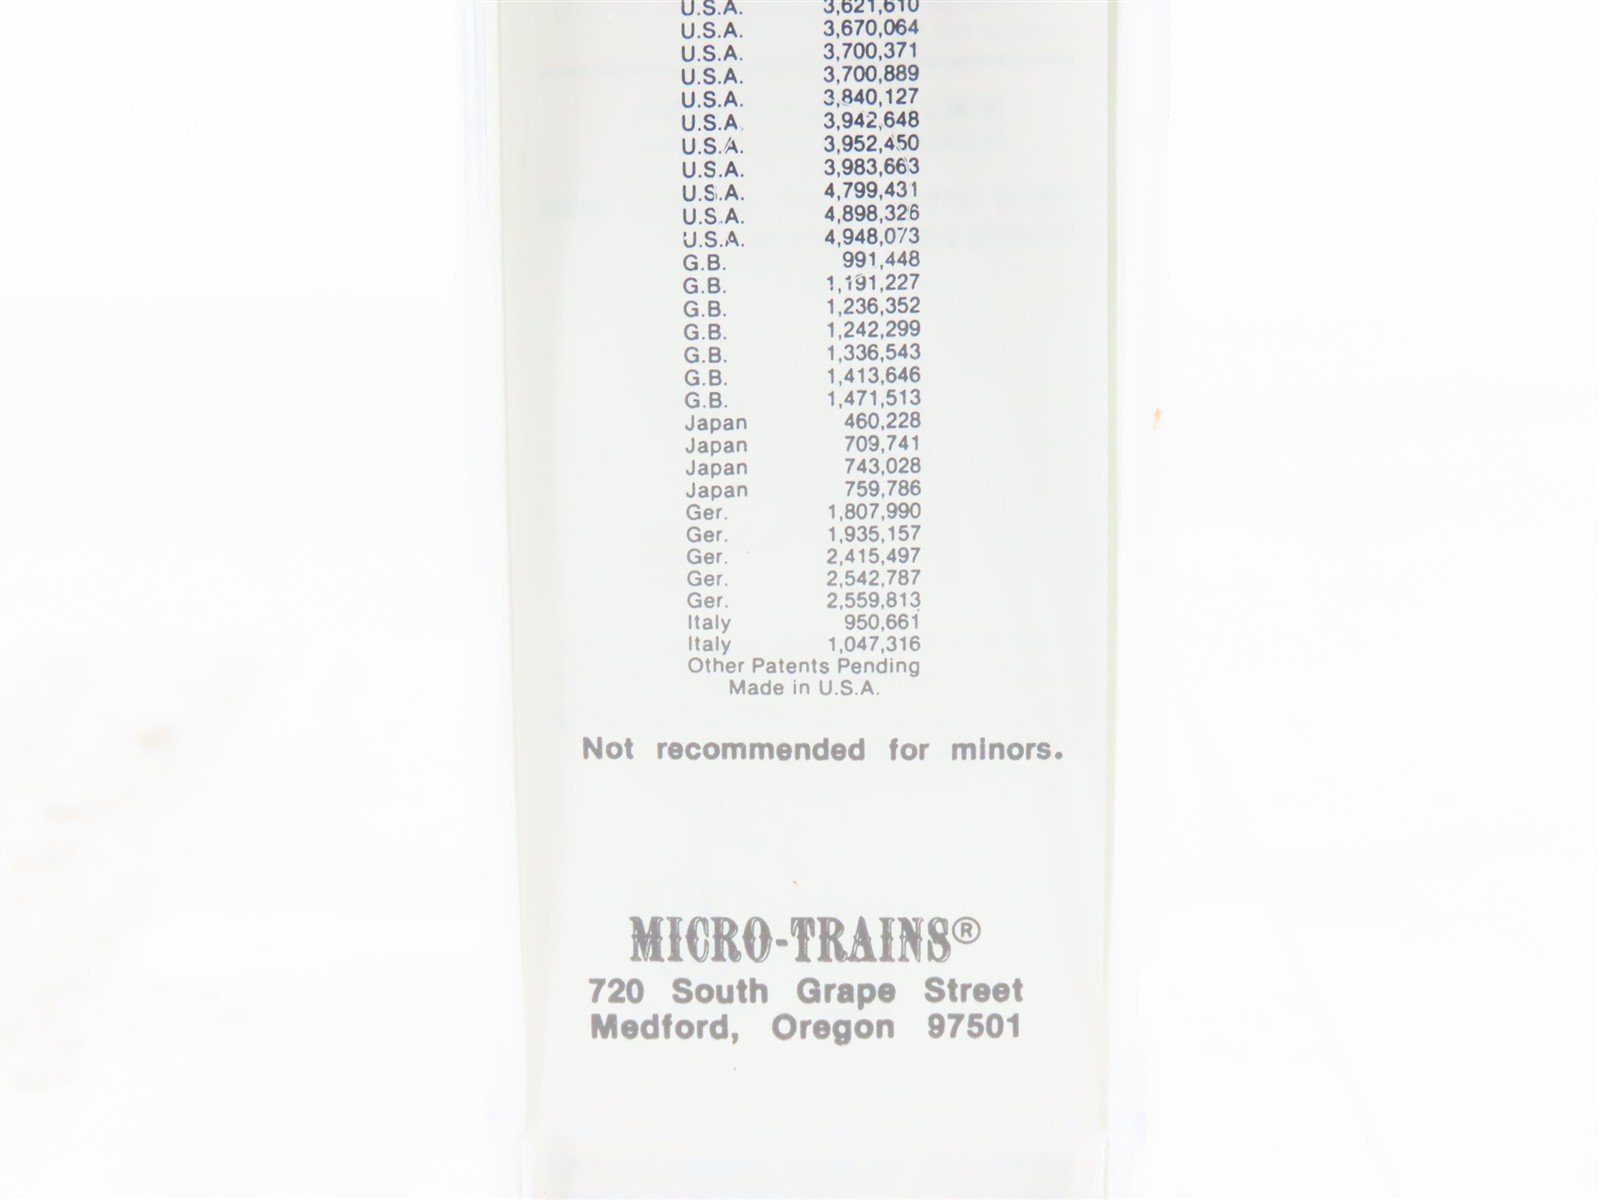 U.S.A. 3,621,610
U.S.A. 3,670,064
U.S.A. 3,700,371
U.S.A. 3,700,889
U.S.A. 3,840,127
U.S.A. 3,942,648
U.S.A. 3,952,450
U.S.A. 3,983,663
U.S.A. 4,799,431
U.S.A. 4,898,326
U.S.A. 4,948,073
G.B. 991,448
G.B. 1,191,227
G.B. 1,236,352
G.B. 1,242,299
G.B. 1,336,543
G.B. 1,413,646
G.B. 1,471,513
Japan 460,228
Japan 709,741
Japan 743,028
Japan 759,786
Ger. 1,807,990
Ger. 1,935,157
Ger. 2,415,497
Ger. 2,542,787
Ger. 2,559,813
Italy 950,661
Italy 1,047,316
Other Patents Pending
Made in U.S.A.
Not recommended for minors.
MICRO-TRAINS®
720 South Grape Street
Medford, Oregon 97501